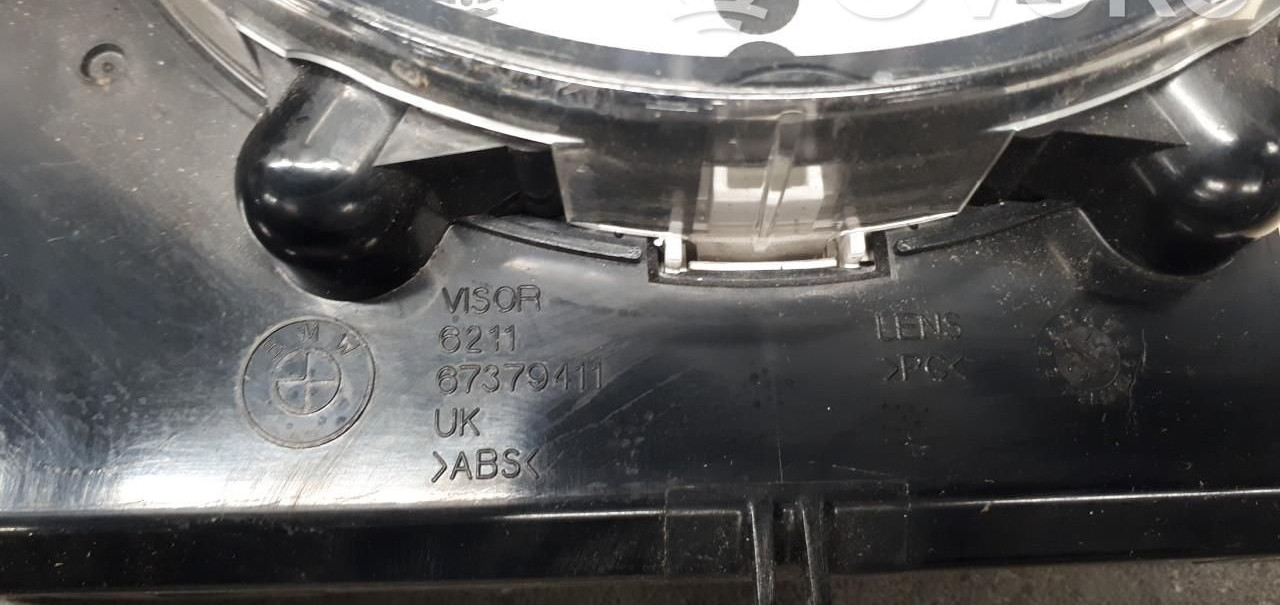 BMW
VISOR
6211
67379411
UK
>ABS<
LENS
>PC<